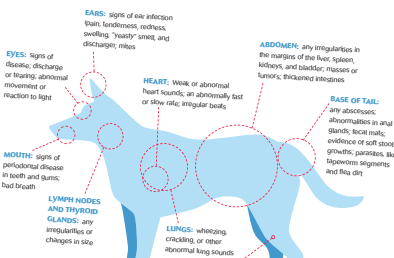 EARS: signs of ear infection
(pain, tenderness, redness,
swelling, "yeasty" smell, and
discharge; mites
EYES: signs of
disease; discharge
or tearing; abnormal
movement or
reaction to light
HEART: Weak or abnormal
heart sounds; an abnormally fast
or slow rate; irregular beats
ABDOMEN: any irregularities in
the margins of the liver, spleen,
kidneys, and bladder; masses or
tumors; thickened intestines
BASE OF TAIL:
any abscesses;
abnormalities in anal
glands; fecal mats;
evidence of soft stool
growths; parasites, like
tapeworm segments
and flea dirt
MOUTH: signs of
periodontal disease
in teeth and gums;
bad breath
LYMPH NODES
AND THYROID
GLANDS: any
irregularities or
changes in size
LUNGS: wheezing,
crackling, or other
abnormal lung sounds